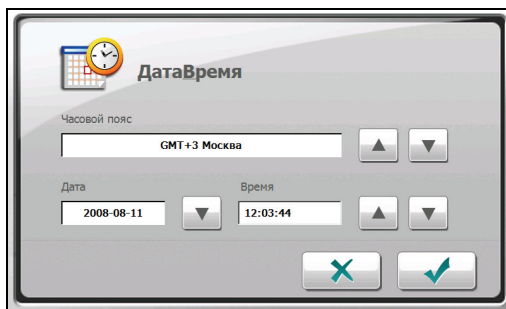 ДатаВремя
Часовой пояс
GMT+3 Москва
Дата Время
2008-08-11 12:03:44